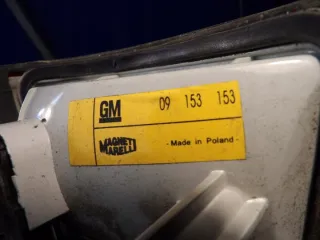 GM 09 153 153
MAGNETI MARELLI - Made in Poland -